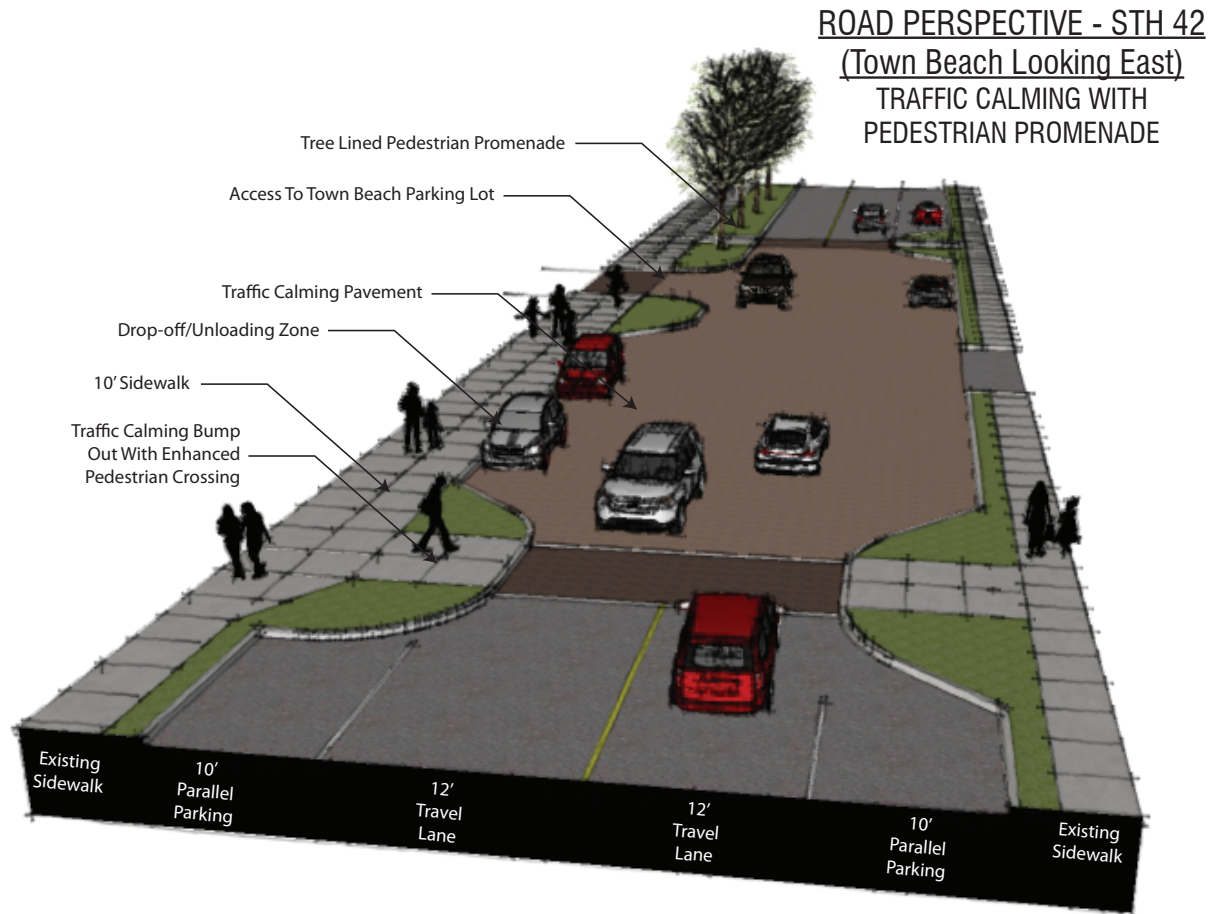 ROAD PERSPECTIVE - STH 42
(Town Beach Looking East)
TRAFFIC CALMING WITH
PEDESTRIAN PROMENADE
Tree Lined Pedestrian Promenade
Access To Town Beach Parking Lot
Traffic Calming Pavement
Drop-off/Unloading Zone
10’ Sidewalk
Traffic Calming Bump
Out With Enhanced
Pedestrian Crossing
Existing
Sidewalk
10’
Parallel
Parking
12’
Travel
Lane
12’
Travel
Lane
10’
Parallel
Parking
Existing
Sidewalk